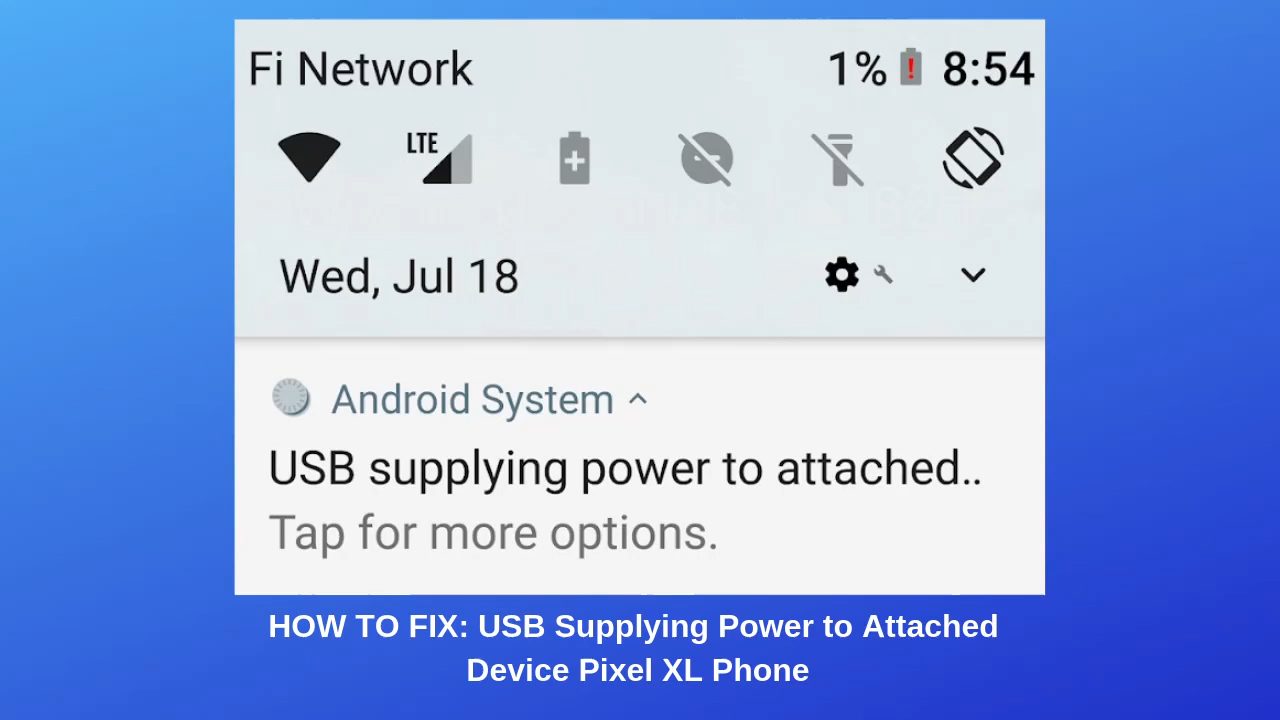 Fi Network 1% 8:54
LTE
Wed, Jul 18
Android System
USB supplying power to attached..
Tap for more options.
HOW TO FIX: USB Supplying Power to Attached
Device Pixel XL Phone